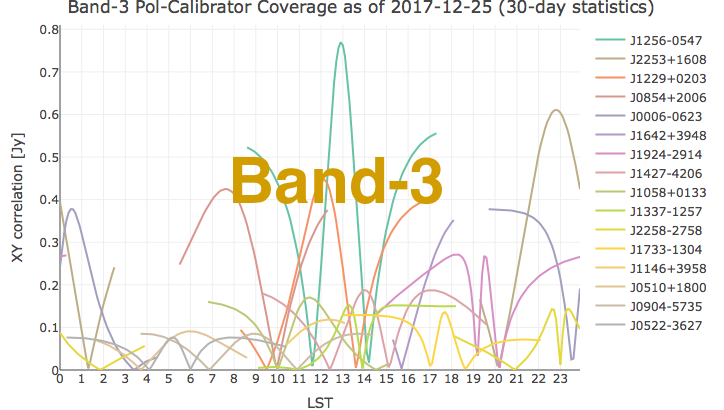 Band-3 Pol-Calibrator Coverage as of 2017-12-25 (30-day statistics)
0.8
0.7
0.6
0.5
0.4
0.3
0.2
0.1
0
XY correlation [Jy]
Band-3
0 1 2 3 4 5 6 7 8 9 10 11 12 13 14 15 16 17 18 19 20 21 22 23
LST
J1256-0547
J2253+1608
J1229+0203
J0854+2006
J0006-0623
J1642+3948
J1924-2914
J1427-4206
J1058+0133
J1337-1257
J2258-2758
J1733-1304
J1146+3958
J0510+1800
J0904-5735
J0522-3627